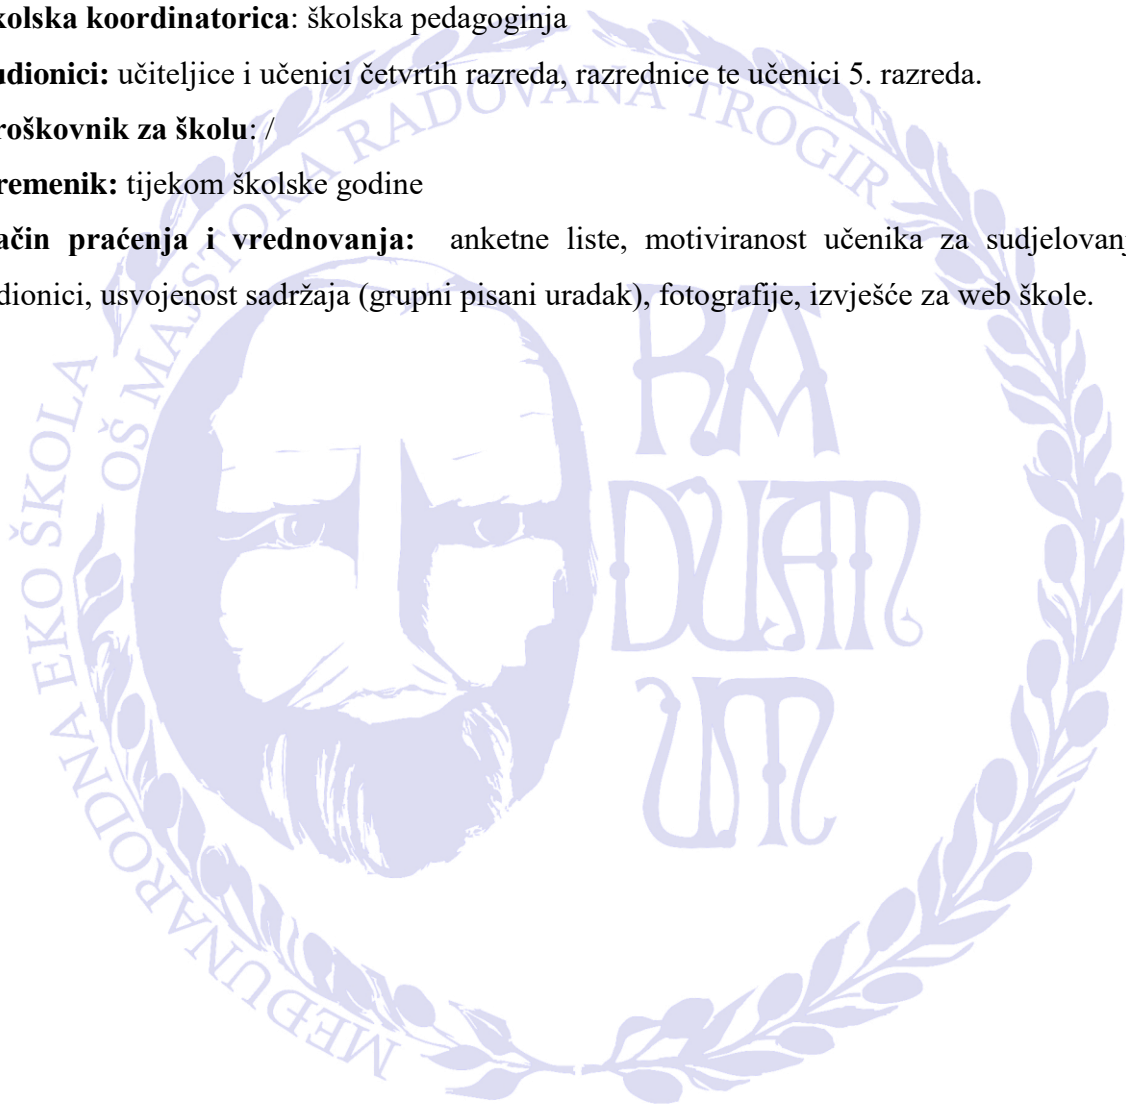 kolska koordinatorica: školska pedagoginja
udionici: učiteljice i učenici četvrtih razreda, razrednice te učenici 5. razreda.
roškovnik za školu: /
remenik: tijekom školske godine
ačin praćenja i vrednovanja: anketne liste, motiviranost učenika za sudjelovanj
dionici, usvojenost sadržaja (grupni pisani uradak), fotografije, izvješće za web škole.
MEĐUNARODNA EKO ŠKOLA
OŠ MAJSTORA RADOVANA TROGIR
RA
DUAN
UM